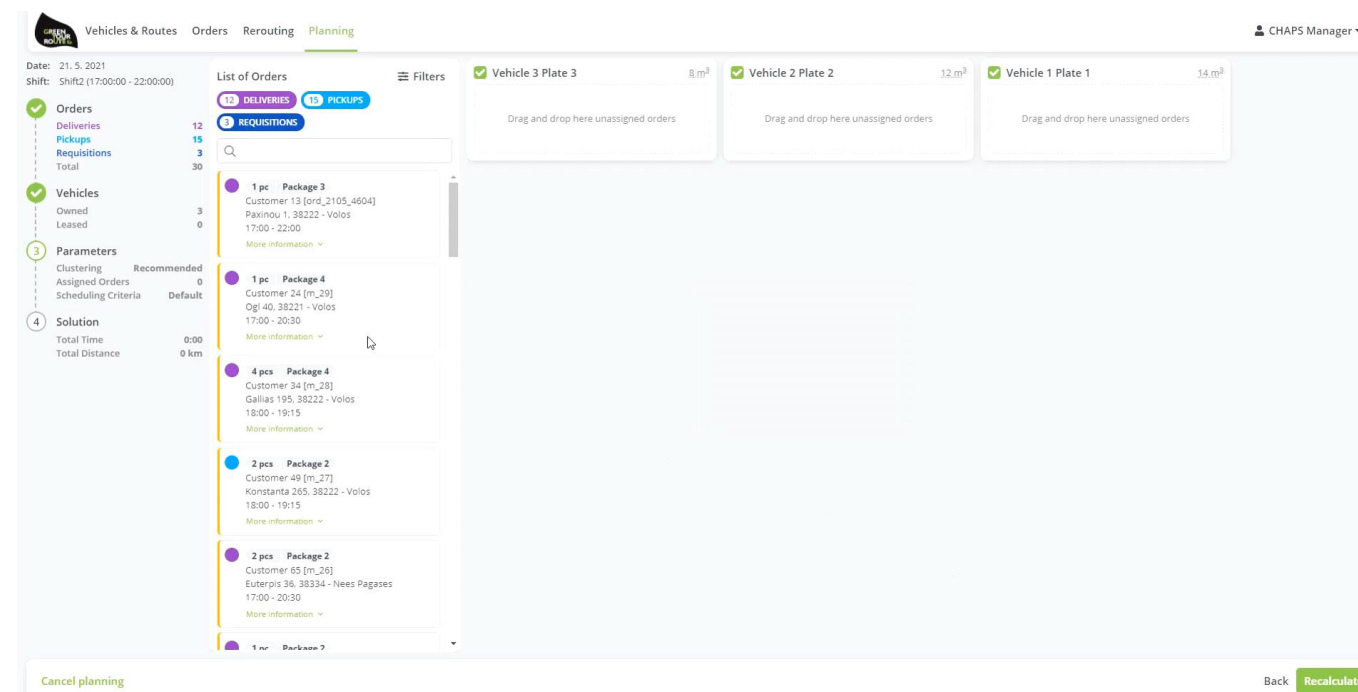 GREEN YOUR ROUTE
Vehicles & Routes Orders Rerouting Planning
CHAPS Manager
Date: 21. 5. 2021
Shift: Shift2 (17:00:00 - 22:00:00)
Orders
Deliveries 12
Pickups 15
Requisitions 3
Total 30
Vehicles
Owned 3
Leased 0
3 Parameters
Clustering Recommended
Assigned Orders 0
Scheduling Criteria Default
4 Solution
Total Time 0:00
Total Distance 0 km
List of Orders Filters
12 DELIVERIES 15 PICKUPS
3 REQUISITIONS
1 pc Package 3
Customer 13 [ord_2105_4604]
Paxinou 1, 38222 - Volos
17:00 - 22:00
More information
1 pc Package 4
Customer 24 [m_29]
Ogl 40, 38221 - Volos
17:00 - 20:30
More information
4 pcs Package 4
Customer 34 [m_28]
Gallias 195, 38222 - Volos
18:00 - 19:15
More information
2 pcs Package 2
Customer 49 [m_27]
Konstanta 265, 38222 - Volos
18:00 - 19:15
More information
2 pcs Package 2
Customer 65 [m_26]
Euterpis 36, 38334 - Nees Pagases
17:00 - 20:30
More information
1 pc Package 2
Vehicle 3 Plate 3 8 m³
Drag and drop here unassigned orders
Vehicle 2 Plate 2 12 m³
Drag and drop here unassigned orders
Vehicle 1 Plate 1 14 m³
Drag and drop here unassigned orders
Cancel planning
Back Recalculat